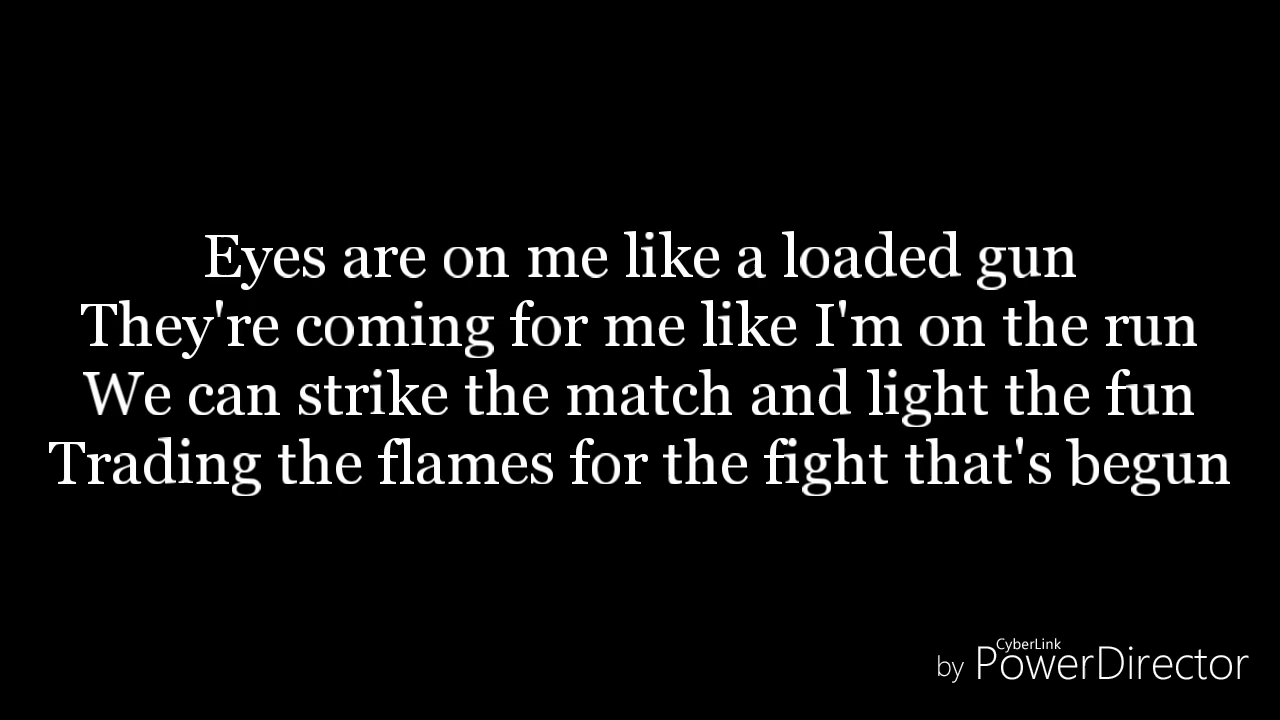 Eyes are on me like a loaded gun
They're coming for me like I'm on the run
We can strike the match and light the fun
Trading the flames for the fight that's begun
by CyberLink PowerDirector